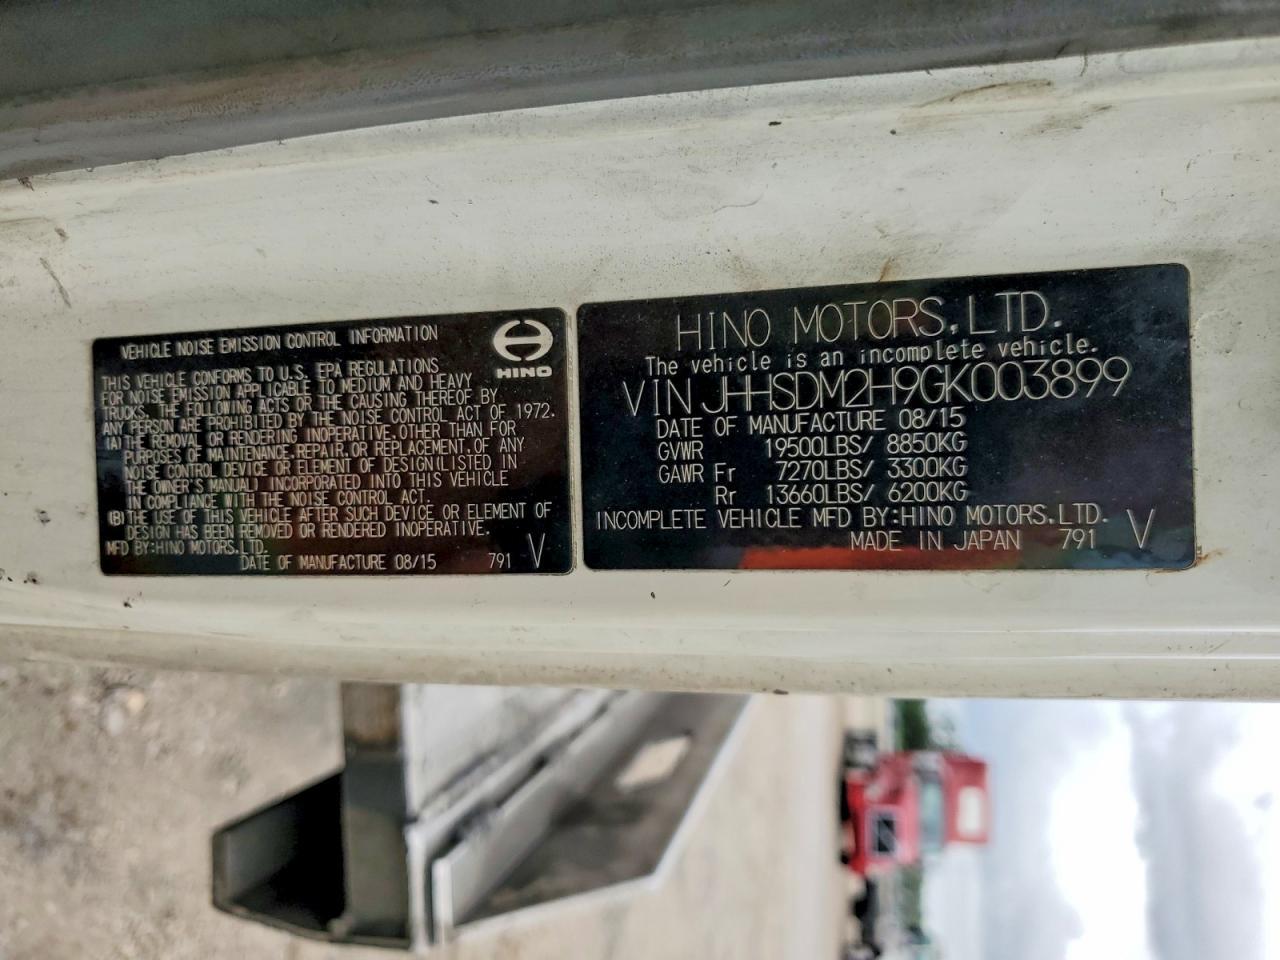 VEHICLE NOISE EMISSION CONTROL INFORMATION
HINO
THIS VEHICLE CONFORMS TO U.S. EPA REGULATIONS
FOR NOISE EMISSION APPLICABLE TO MEDIUM AND HEAVY
TRUCKS, THE FOLLOWING ACTS OR THE CAUSING THEREOF BY
ANY PERSON ARE PROHIBITED BY THE NOISE CONTROL ACT OF 1972.
(A) THE REMOVAL OR RENDERING INOPERATIVE, OTHER THAN FOR
PURPOSES OF MAINTENANCE, REPAIR, OR REPLACEMENT, OF ANY
NOISE CONTROL DEVICE OR ELEMENT OF DESIGN(LISTED IN
THE OWNER'S MANUAL) INCORPORATED INTO THIS VEHICLE
IN COMPLIANCE WITH THE NOISE CONTROL ACT.
(B) THE USE OF THIS VEHICLE AFTER SUCH DEVICE OR ELEMENT OF
DESIGN HAS BEEN REMOVED OR RENDERED INOPERATIVE.
MFD BY:HINO MOTORS,LTD.
DATE OF MANUFACTURE 08/15 791 V
HINO MOTORS,LTD.
The vehicle is an incomplete vehicle.
VIN JHHSDM2H9GK003899
DATE OF MANUFACTURE 08/15
GVWR 19500LBS/ 8850KG
GAWR Fr 7270LBS/ 3300KG
Rr 13660LBS/ 6200KG
INCOMPLETE VEHICLE MFD BY:HINO MOTORS,LTD.
MADE IN JAPAN 791 V